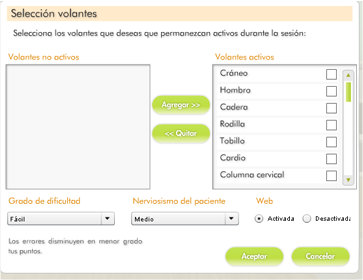 Selección volantes
Selecciona los volantes que deseas que permanezcan activos durante la sesión:
Volantes no activos
Volantes activos
Agregar >>
<< Quitar
Cráneo
Hombro
Cadera
Rodilla
Tobillo
Cardio
Columna cervical
Grado de dificultad
Nerviosismo del paciente
Web
Fácil
Medio
Activada
Desactivada
Los errores disminuyen en menor grado
tus puntos.
Aceptar
Cancelar